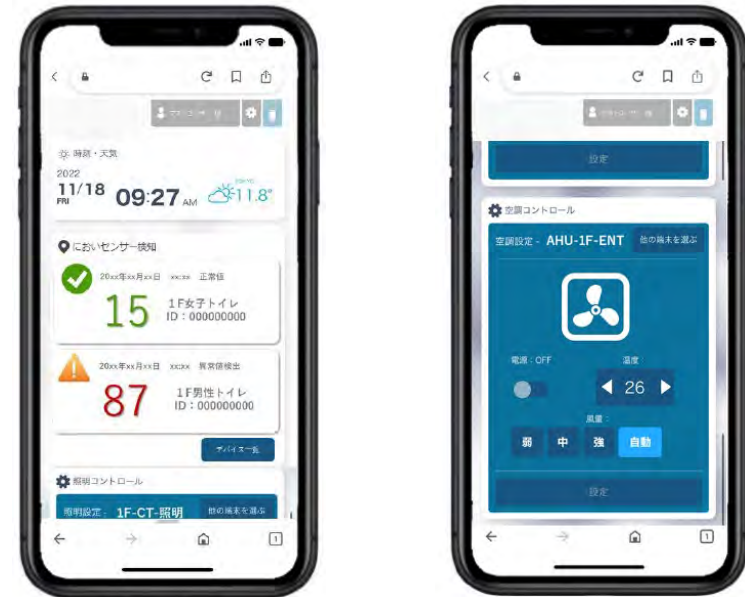 時刻・天気
2022
11/18
FRI
09:27 AM
11.8°
においセンサー検知
20xx年xx月xx日 xx:xx 正常値
15
1F女子トイレ
ID:000000000
20xx年xx月xx日 xx:xx 異常値検出
87
1F男性トイレ
ID:000000000
デバイス一覧
照明コントロール
照明設定 - 1F-CT-照明 他の端末を選ぶ
1
設定
空調コントロール
空調設定 - AHU-1F-ENT 他の端末を選ぶ
電源:OFF
温度
26
風量:
弱 中 強 自動
設定
1